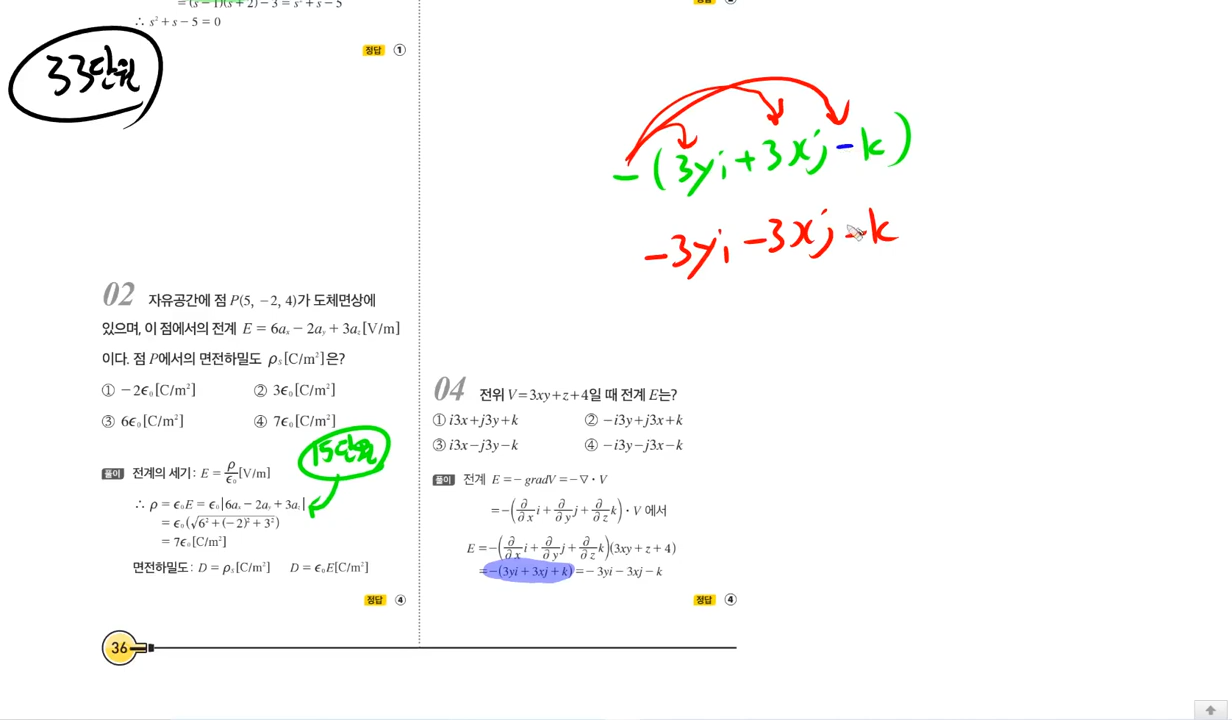 = (s−1)(s+2)−3 = s²+s−5
∴ s²+s−5 = 0
정답 ①
33단원
02 자유공간에 점 P(5, −2, 4)가 도체면상에
있으며, 이 점에서의 전계 E = 6aₓ − 2a_y + 3a_z[V/m]
이다. 점 P에서의 면전하밀도 ρ_s[C/m²]은?
① −2ϵ₀[C/m²] ② 3ϵ₀[C/m²]
③ 6ϵ₀[C/m²] ④ 7ϵ₀[C/m²]
15단원
풀이 전계의 세기 : E = ρ/ϵ₀[V/m]
∴ ρ = ϵ₀E = ϵ₀|6aₓ − 2a_y + 3a_z|
= ϵ₀(√6²+(−2)²+3²)
= 7ϵ₀[C/m²]
면전하밀도 : D = ρ_s[C/m²] D = ϵ₀E[C/m²]
정답 ④
36
−(3yi+3xj−k)
−3yi−3xj−k
04 전위 V=3xy+z+4일 때 전계 E는?
① i3x+j3y+k ② −i3y+j3x+k
③ i3x−j3y−k ④ −i3y−j3x−k
풀이 전계 E=−gradV=−∇·V
=−(∂/∂x i+∂/∂y j+∂/∂z k)·V 에서
E=−(∂/∂x i+∂/∂y j+∂/∂z k)(3xy+z+4)
=−(3yi+3xj+k)=−3yi−3xj−k
정답 ④